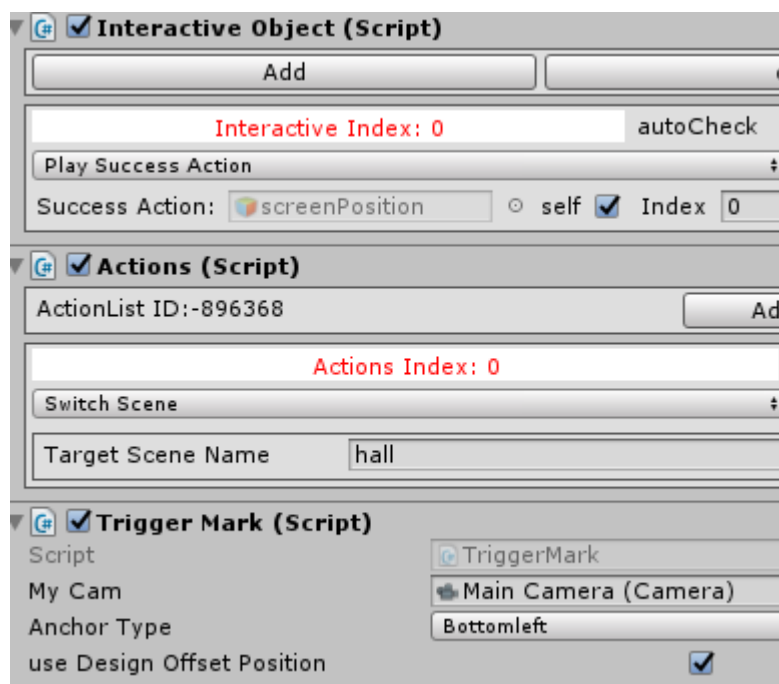 Interactive Object (Script)
Add
Interactive Index: 0 autoCheck
Play Success Action
Success Action: screenPosition self Index 0
Actions (Script)
ActionList ID:-896368 Ad
Actions Index: 0
Switch Scene
Target Scene Name hall
Trigger Mark (Script)
Script TriggerMark
My Cam Main Camera (Camera)
Anchor Type Bottomleft
use Design Offset Position